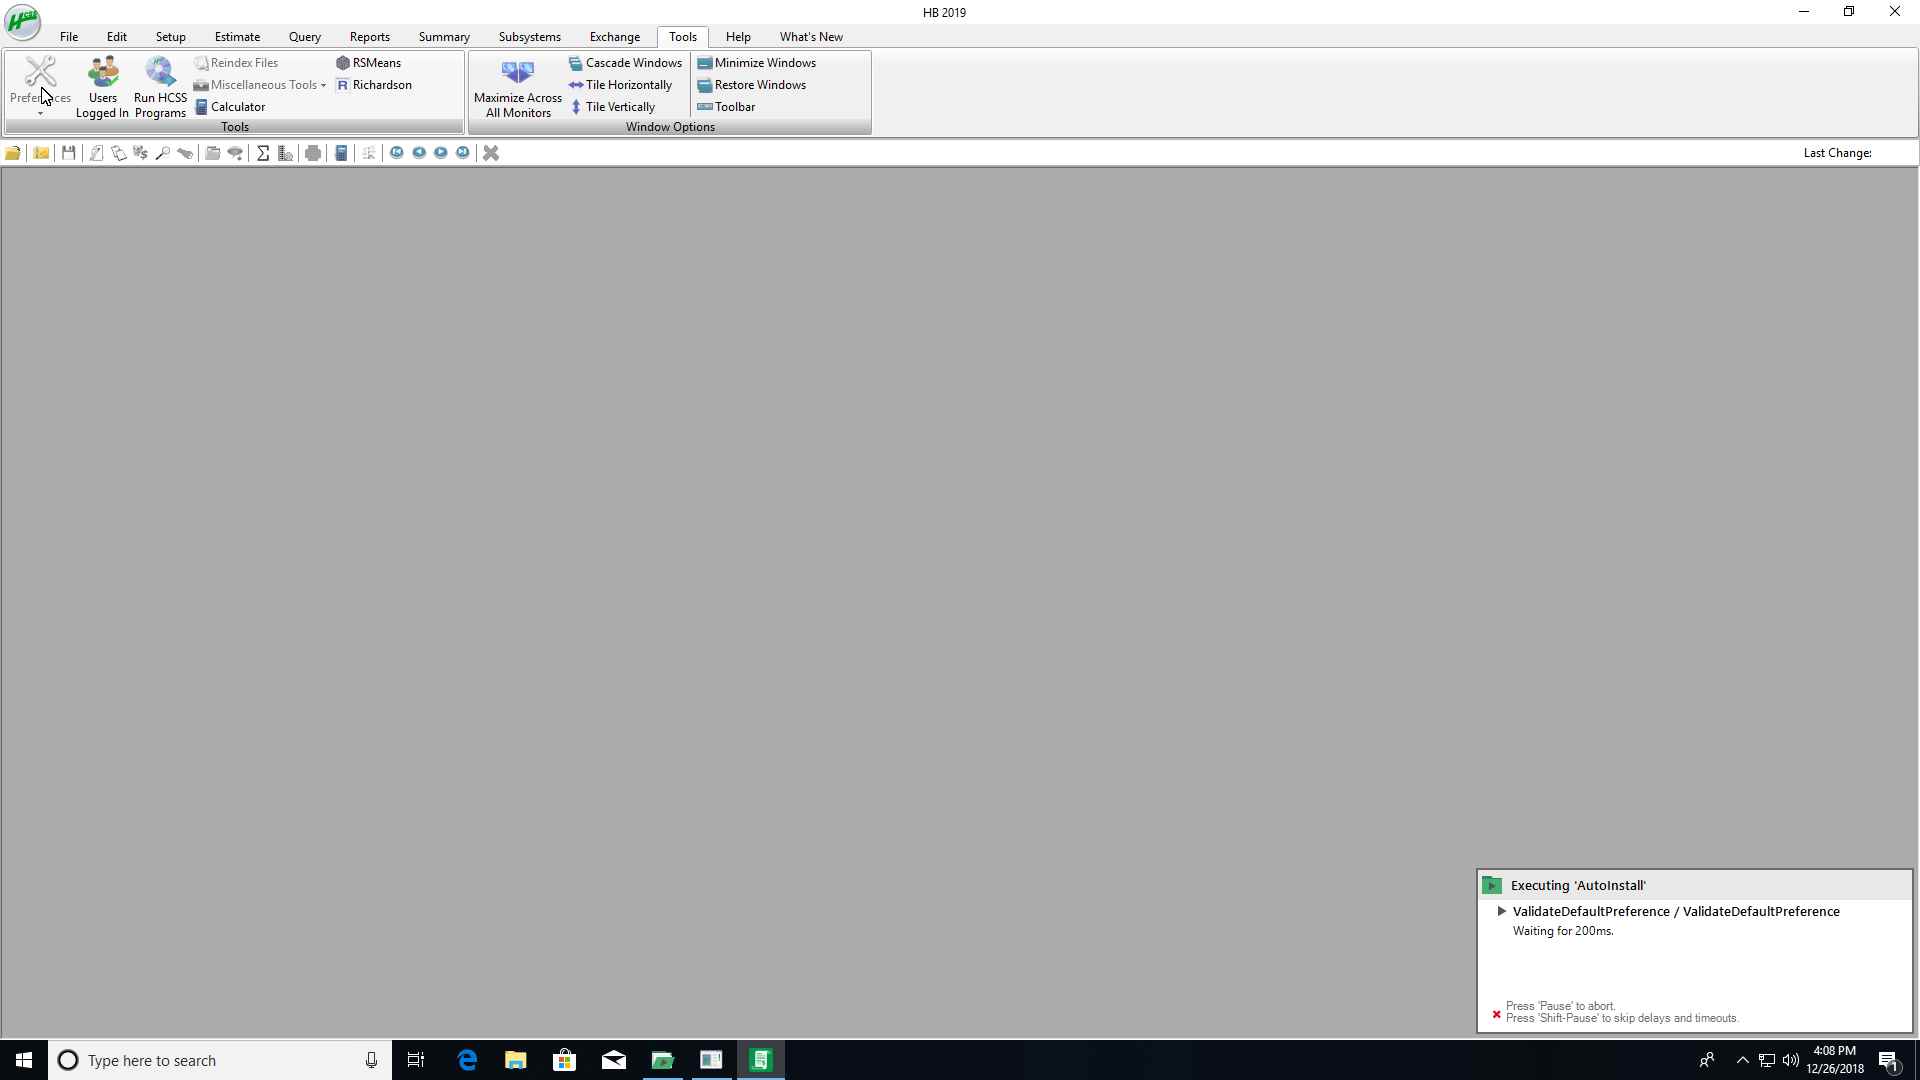 HB 2019
HCSS
File Edit Setup Estimate Query Reports Summary Subsystems Exchange Tools Help What's New
Preferences
Users
Logged In
Run HCSS
Programs
Reindex Files
Miscellaneous Tools
Calculator
RSMeans
R Richardson
Tools
Maximize Across
All Monitors
Cascade Windows
Tile Horizontally
Tile Vertically
Minimize Windows
Restore Windows
Toolbar
Window Options
Last Change:
Executing 'AutoInstall'
ValidateDefaultPreference / ValidateDefaultPreference
Waiting for 200ms.
Press 'Pause' to abort.
Press 'Shift-Pause' to skip delays and timeouts.
Type here to search
4:08 PM
12/26/2018
1